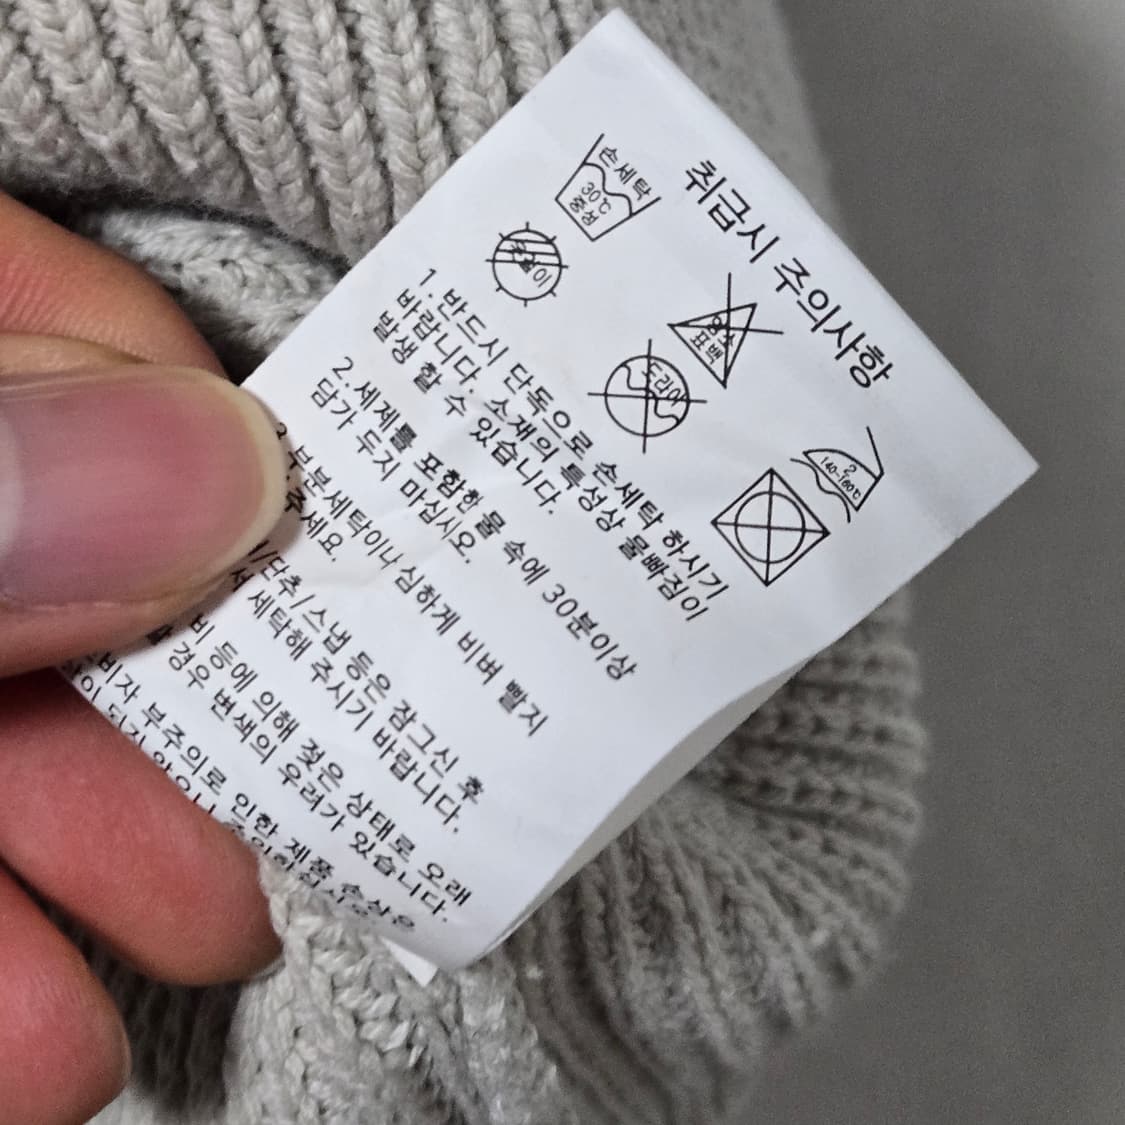 취급시 주의사항
손세탁
30℃
중성
염소
표백
2
140-160℃
옷걸이
드라이
1. 반드시 단독으로 손세탁 하시기
바랍니다. 소재의 특성상 물빠짐이
발생 할 수 있습니다.
2. 세제를 포함한 물 속에 30분이상
담가 두지 마십시오.
3. 부분세탁이나 심하게 비벼 빨지
주세요.
/단추/스냅 등은 잠그신 후
세탁해 주시기 바랍니다.
비 등에 의해 젖은 상태로 오래
경우 변색의 우려가 있습니다.
부주의로 인한 제품 손상은